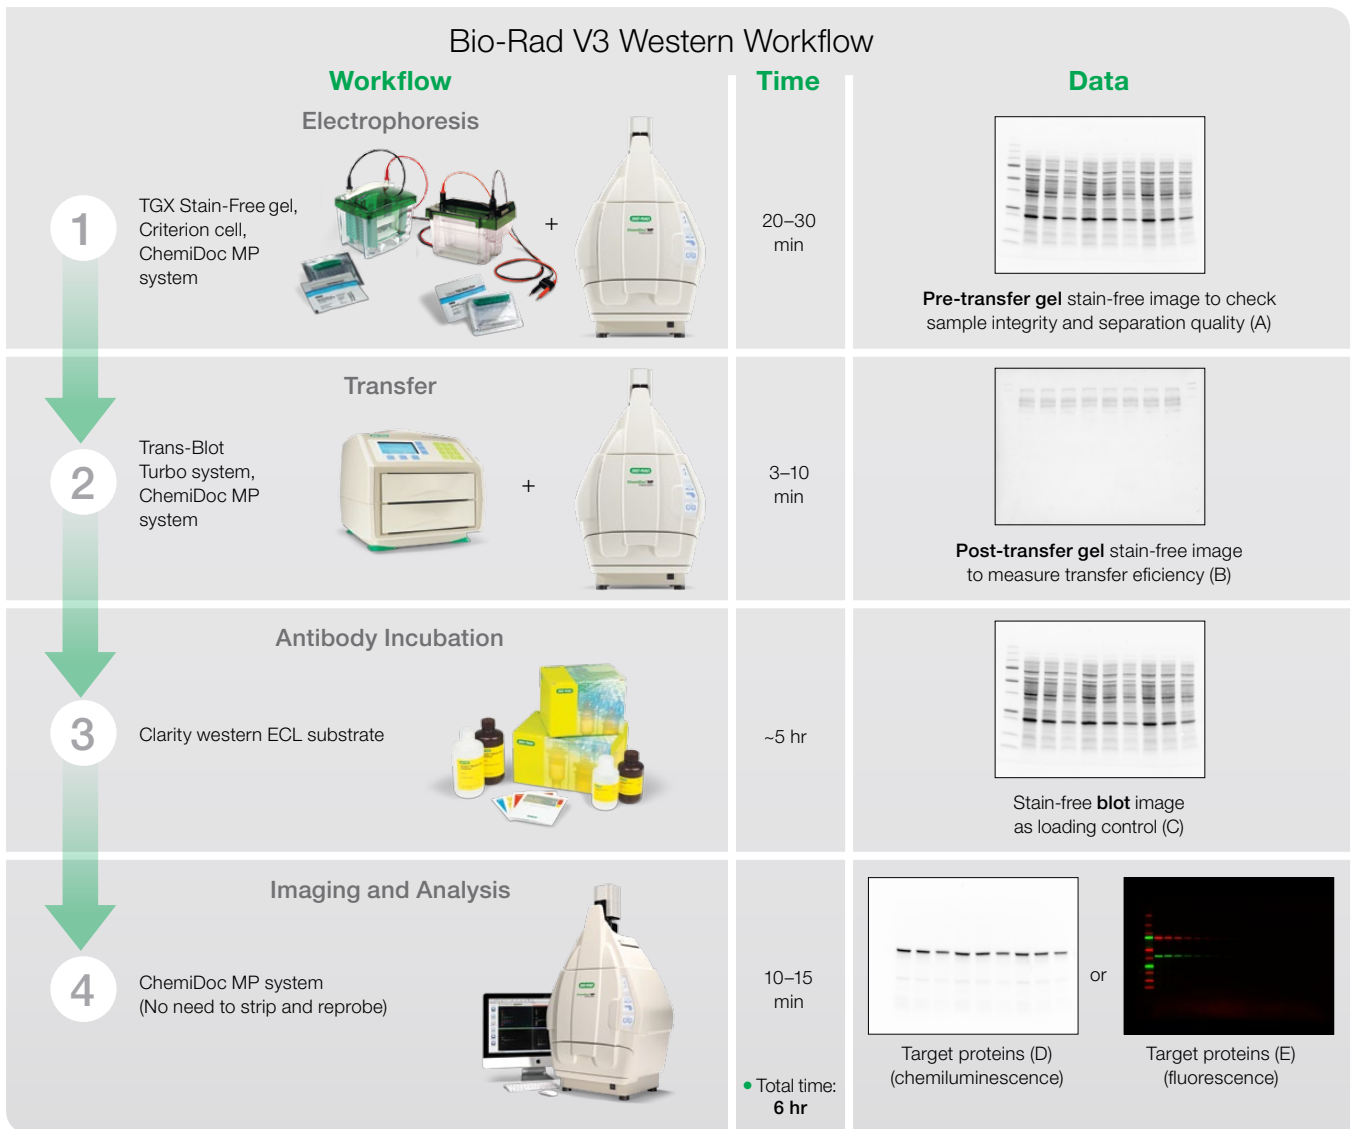 Bio-Rad V3 Western Workflow
Workflow
Time
Data
Electrophoresis
1
TGX Stain-Free gel,
Criterion cell,
ChemiDoc MP
system
+
20–30
min
Pre-transfer gel stain-free image to check
sample integrity and separation quality (A)
Transfer
2
Trans-Blot
Turbo system,
ChemiDoc MP
system
+
3–10
min
Post-transfer gel stain-free image
to measure transfer eficiency (B)
Antibody Incubation
3
Clarity western ECL substrate
~5 hr
Stain-free blot image
as loading control (C)
Imaging and Analysis
4
ChemiDoc MP system
(No need to strip and reprobe)
10–15
min
• Total time:
6 hr
or
Target proteins (D)
(chemiluminescence)
Target proteins (E)
(fluorescence)